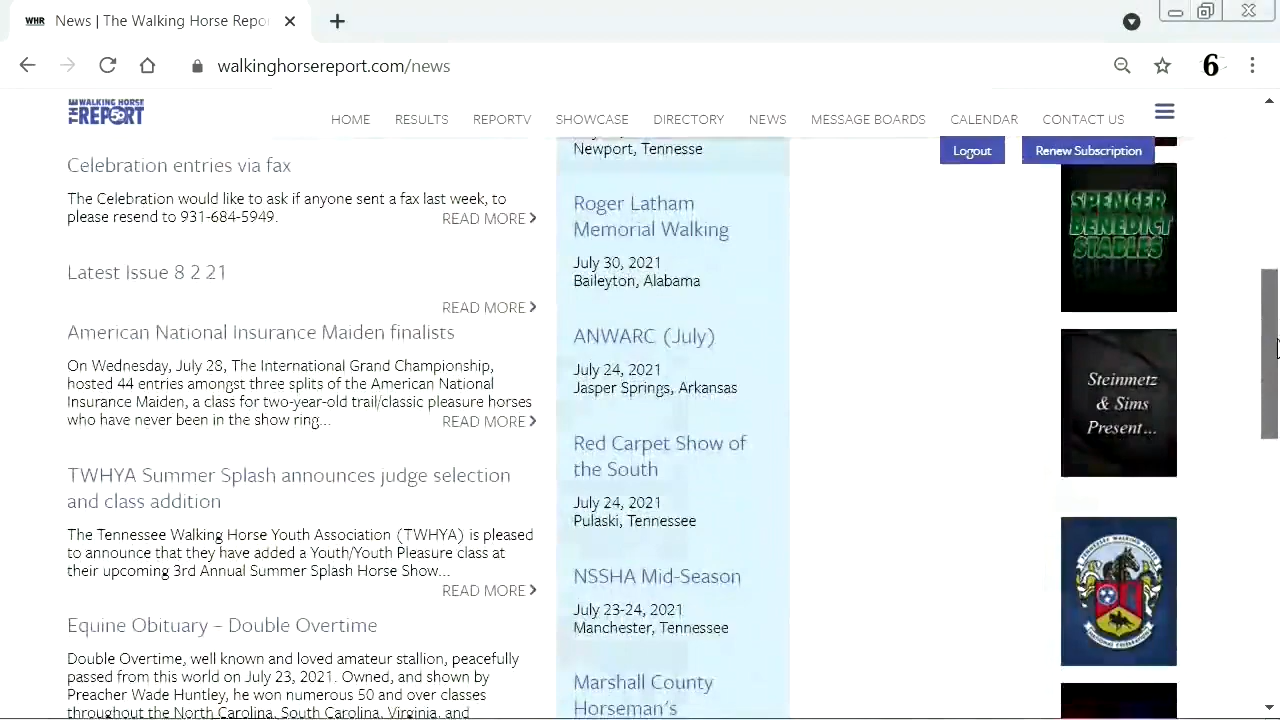 WHR News | The Walking Horse Repo
walkinghorsereport.com/news
6
THE WALKING HORSE REPORT
HOME RESULTS REPORTV SHOWCASE DIRECTORY NEWS MESSAGE BOARDS CALENDAR CONTACT US
Logout Renew Subscription
Celebration entries via fax
The Celebration would like to ask if anyone sent a fax last week, to
please resend to 931-684-5949.
READ MORE
Latest Issue 8 2 21
READ MORE
American National Insurance Maiden finalists
On Wednesday, July 28, The International Grand Championship,
hosted 44 entries amongst three splits of the American National
Insurance Maiden, a class for two-year-old trail/classic pleasure horses
who have never been in the show ring...
READ MORE
TWHYA Summer Splash announces judge selection
and class addition
The Tennessee Walking Horse Youth Association (TWHYA) is pleased
to announce that they have added a Youth/Youth Pleasure class at
their upcoming 3rd Annual Summer Splash Horse Show...
READ MORE
Equine Obituary – Double Overtime
Double Overtime, well known and loved amateur stallion, peacefully
passed from this world on July 23, 2021. Owned, and shown by
Preacher Wade Huntley, he won numerous 50 and over classes
throughout the North Carolina, South Carolina, Virginia, and
Newport, Tennesse
Roger Latham
Memorial Walking
July 30, 2021
Baileyton, Alabama
ANWARC (July)
July 24, 2021
Jasper Springs, Arkansas
Red Carpet Show of
the South
July 24, 2021
Pulaski, Tennessee
NSSHA Mid-Season
July 23-24, 2021
Manchester, Tennessee
Marshall County
Horseman's
SPENCER
BENEDICT
STABLES
Steinmetz
& Sims
Present...
TENNESSEE WALKING HORSE
NATIONAL CELEBRATION